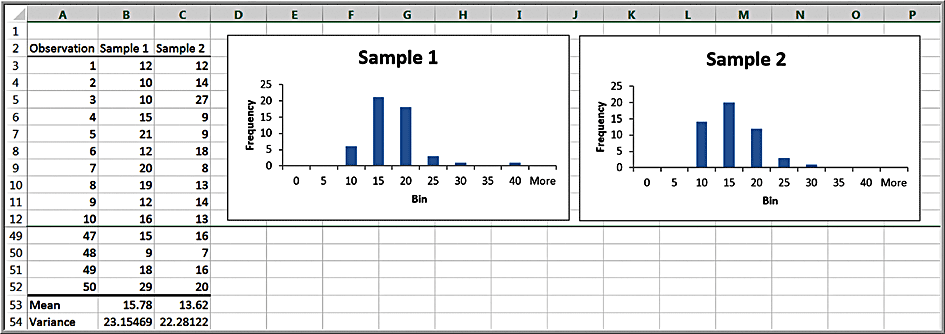 A B C D E F G H I J K L M N O P
1
2 Observation Sample 1 Sample 2
3 1 12 12
4 2 10 14
5 3 10 27
6 4 15 9
7 5 21 9
8 6 12 18
9 7 20 8
10 8 19 13
11 9 12 14
12 10 16 13
49 47 15 16
50 48 9 7
51 49 18 16
52 50 29 20
53 Mean 15.78 13.62
54 Variance 23.15469 22.28122
Sample 1
Frequency
25
20
15
10
5
0
0 5 10 15 20 25 30 35 40 More
Bin
Sample 2
Frequency
25
20
15
10
5
0
0 5 10 15 20 25 30 35 40 More
Bin